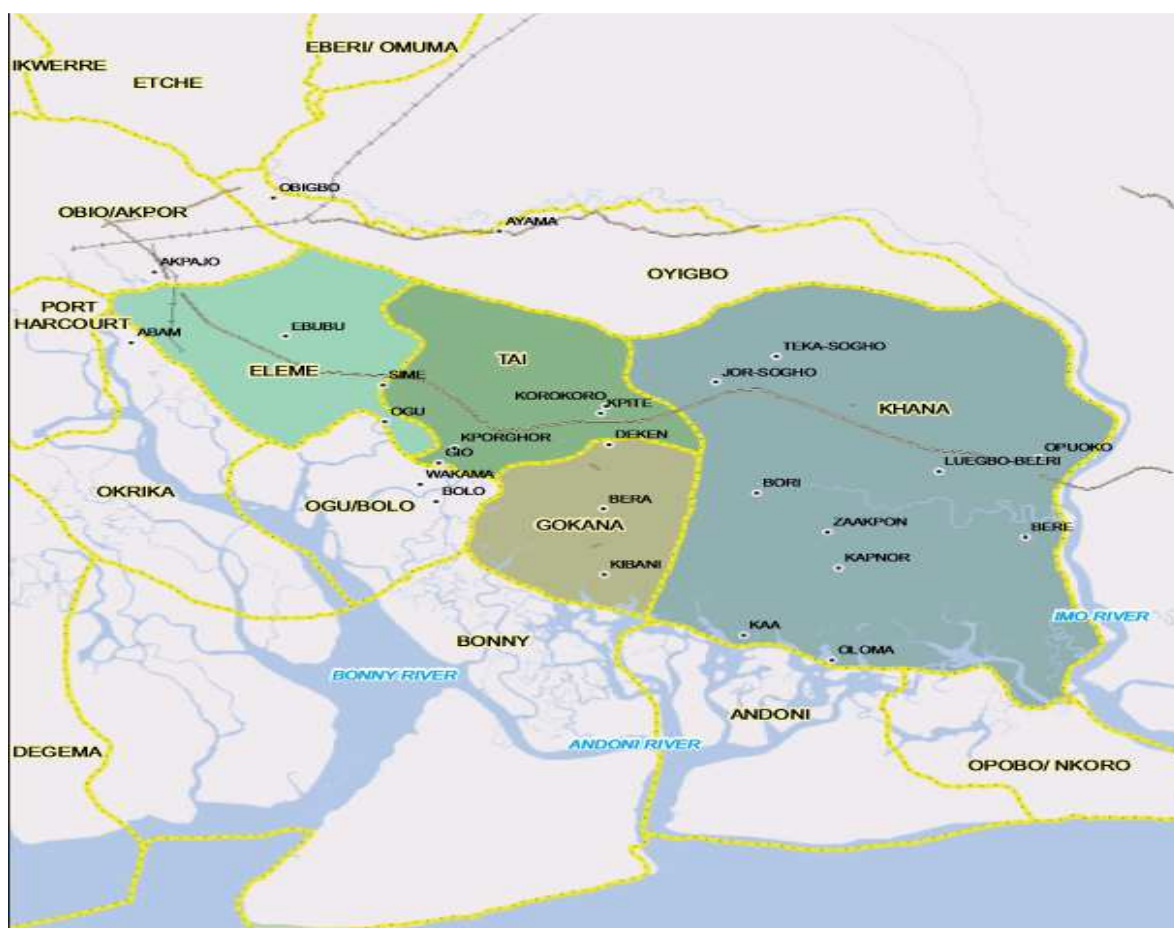 EBERI/ OMUMA
IKWERRE
ETCHE
OBIGBO
OBIO/AKPOR
AYAMA
AKPAJO
OYIGBO
PORT
HARCOURT
ABAM
EBUBU
TEKA-SOGHO
TAI
ELEME
SIME
JOR-SOGHO
KOROKORO
KPITE
KHANA
OGU
KPORGHOR
DEKEN
GIO
OPUOKO
LUEGBO-BEERI
WAKAMA
OKRIKA
BOLO
BORI
OGU/BOLO
BERA
GOKANA
ZAAKPON
BERE
KIBANI
KAPNOR
IMO RIVER
KAA
BONNY
OLOMA
BONNY RIVER
ANDONI
ANDONI RIVER
DEGEMA
OPOBO/ NKORO